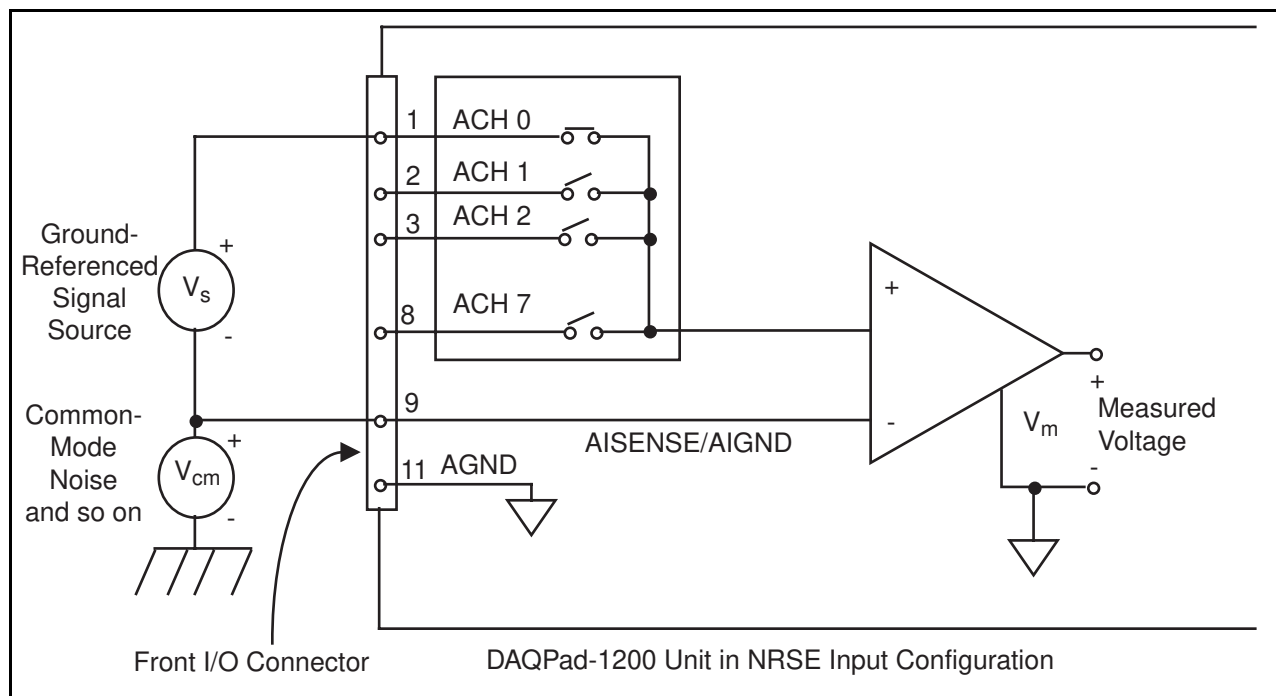 1 ACH 0
2 ACH 1
3 ACH 2
8 ACH 7
Ground-
Referenced
Signal
Source
+
Vs
-
+
-
+
Measured
Voltage
Vm
-
9
AISENSE/AIGND
11 AGND
Common-
Mode
Noise
and so on
+
Vcm
-
Front I/O Connector
DAQPad-1200 Unit in NRSE Input Configuration